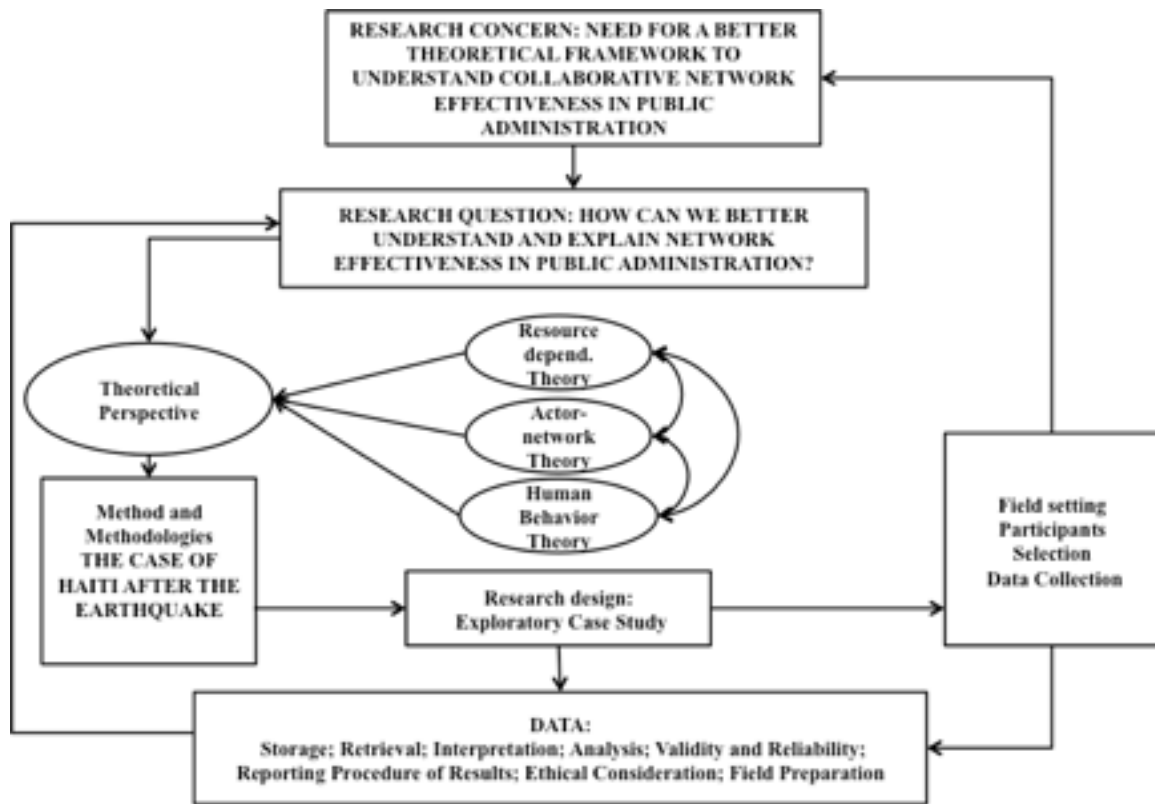 RESEARCH CONCERN: NEED FOR A BETTER
THEORETICAL FRAMEWORK TO
UNDERSTAND COLLABORATIVE NETWORK
EFFECTIVENESS IN PUBLIC
ADMINISTRATION
RESEARCH QUESTION: HOW CAN WE BETTER
UNDERSTAND AND EXPLAIN NETWORK
EFFECTIVENESS IN PUBLIC ADMINISTRATION?
Theoretical
Perspective
Resource
depend.
Theory
Actor-
network
Theory
Human
Behavior
Theory
Method and
Methodologies
THE CASE OF
HAITI AFTER THE
EARTHQUAKE
Research design:
Exploratory Case Study
Field setting
Participants
Selection
Data Collection
DATA:
Storage; Retrieval; Interpretation; Analysis; Validity and Reliability;
Reporting Procedure of Results; Ethical Consideration; Field Preparation